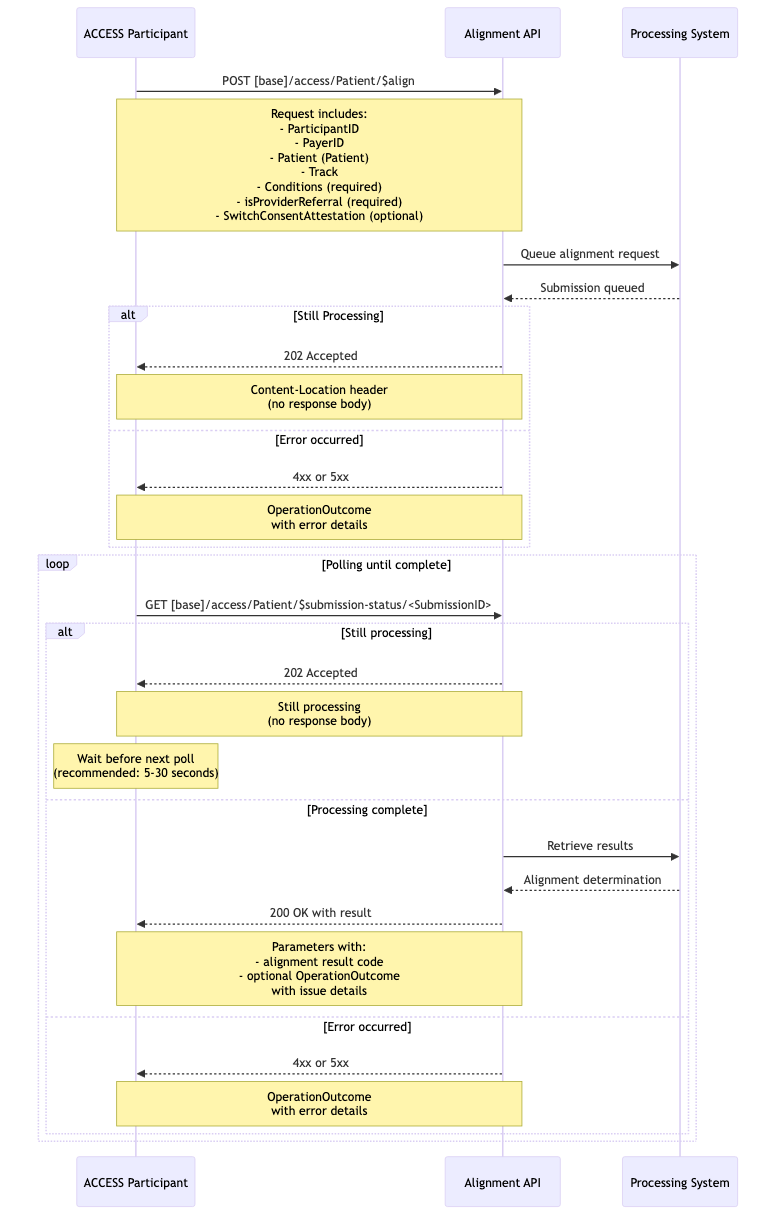 ACCESS Participant
Alignment API
Processing System
POST [base]/access/Patient/$align
Request includes:
- ParticipantID
- PayerID
- Patient (Patient)
- Track
- Conditions (required)
- isProviderReferral (required)
- SwitchConsentAttestation (optional)
Queue alignment request
Submission queued
alt
[Still Processing]
202 Accepted
Content-Location header
(no response body)
[Error occurred]
4xx or 5xx
OperationOutcome
with error details
loop
[Polling until complete]
GET [base]/access/Patient/$submission-status/<SubmissionID>
alt
[Still processing]
202 Accepted
Still processing
(no response body)
Wait before next poll
(recommended: 5-30 seconds)
[Processing complete]
Retrieve results
Alignment determination
200 OK with result
Parameters with:
- alignment result code
- optional OperationOutcome
with issue details
[Error occurred]
4xx or 5xx
OperationOutcome
with error details
ACCESS Participant
Alignment API
Processing System